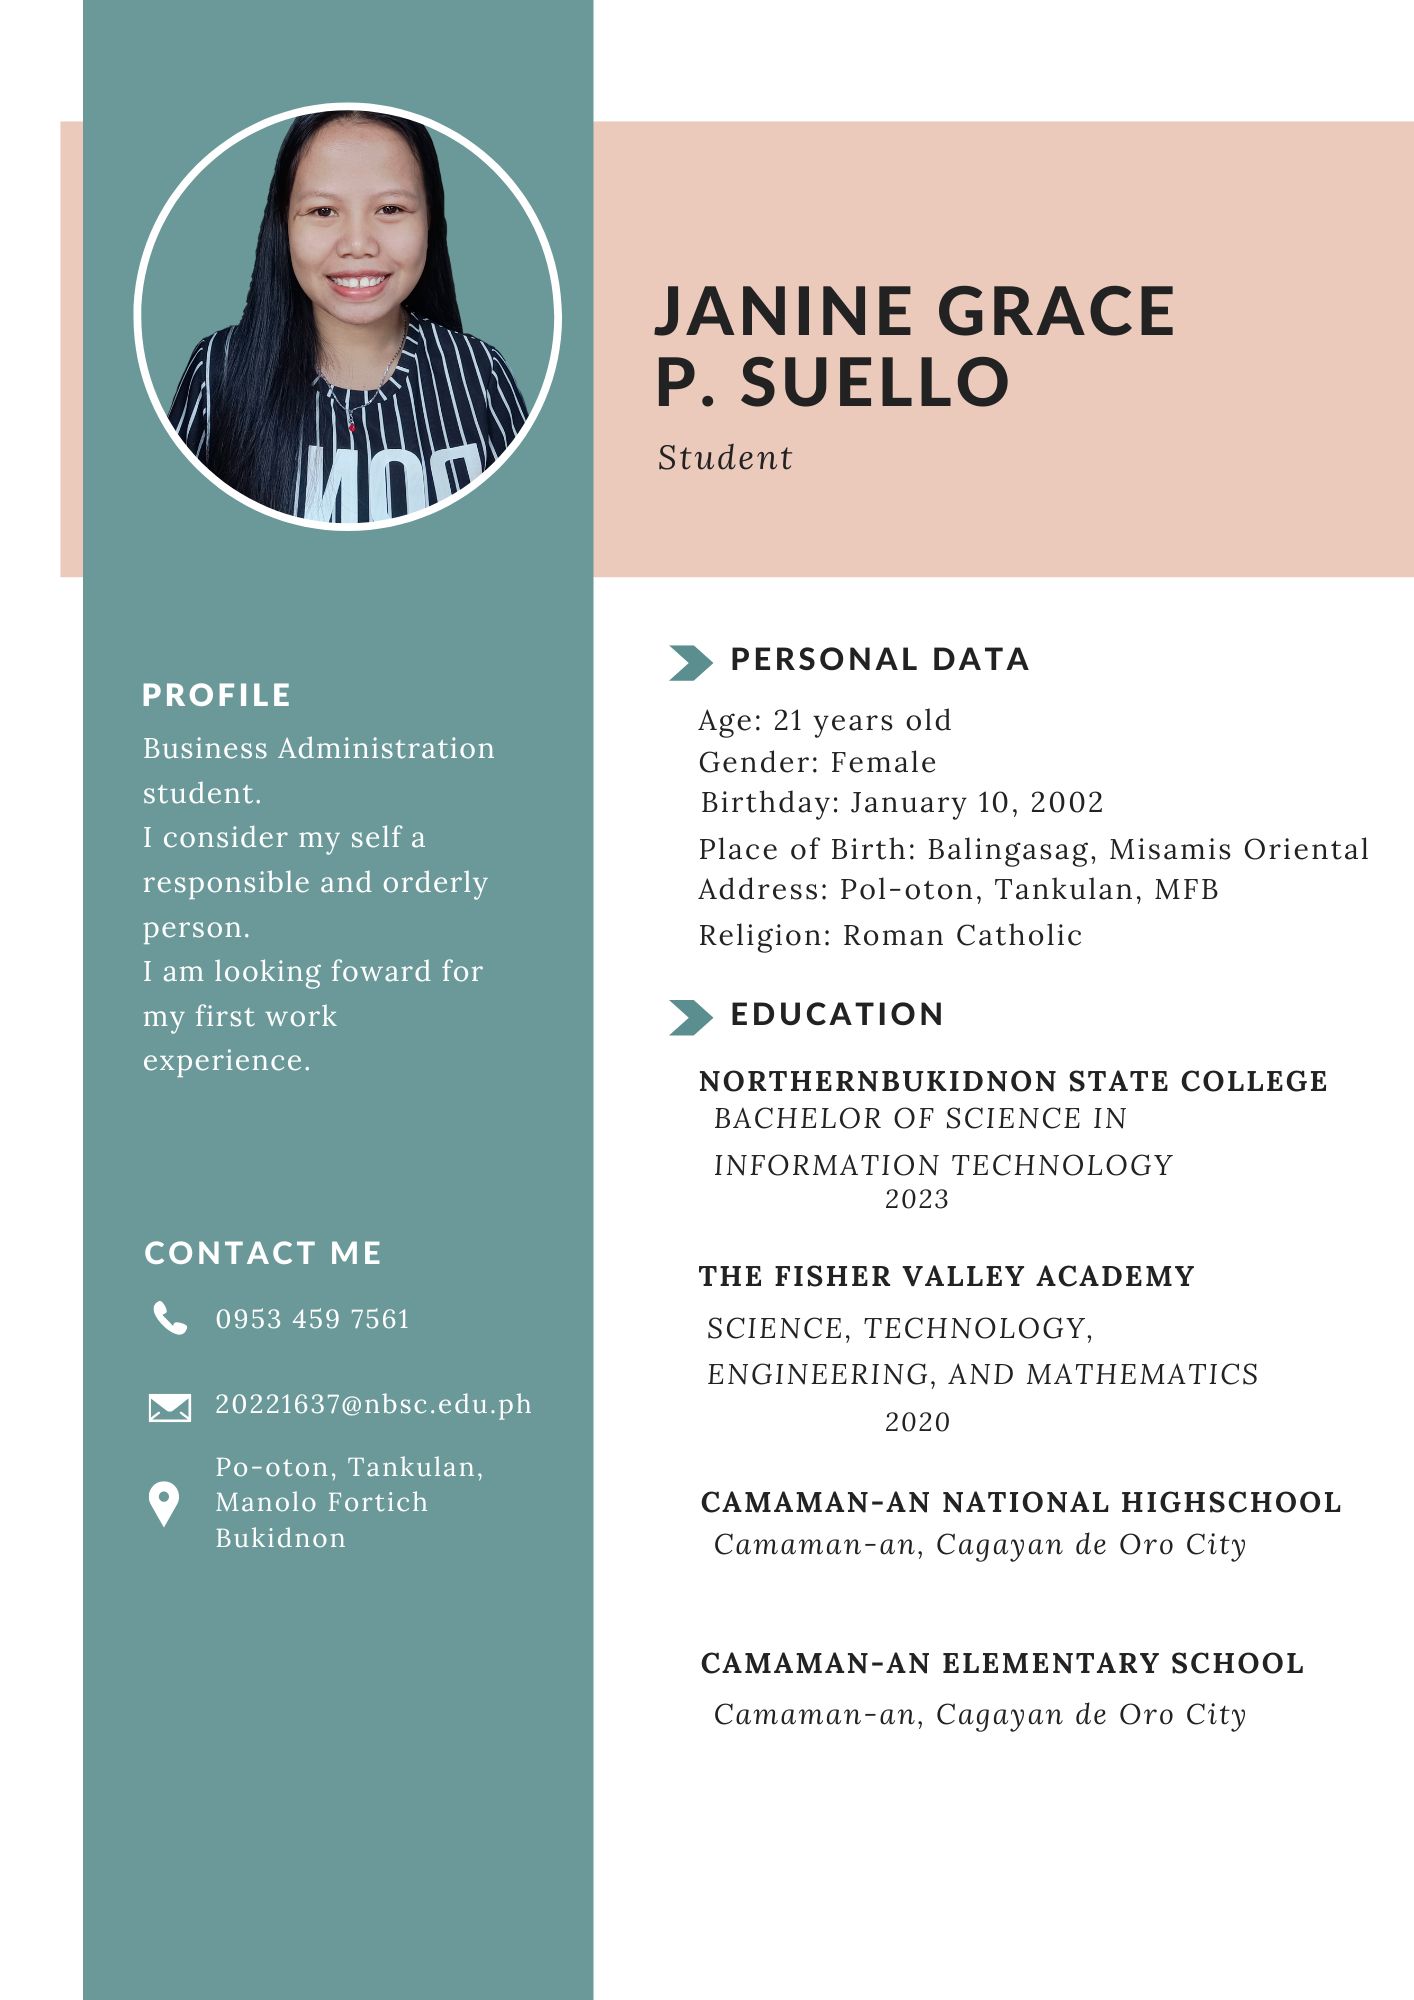 JANINE GRACE
P. SUELLO
Student
PROFILE
Business Administration
student.
I consider my self a
responsible and orderly
person.
I am looking foward for
my first work
experience.
CONTACT ME
0953 459 7561
20221637@nbsc.edu.ph
Po-oton, Tankulan,
Manolo Fortich
Bukidnon
PERSONAL DATA
Age: 21 years old
Gender: Female
Birthday: January 10, 2002
Place of Birth: Balingasag, Misamis Oriental
Address: Pol-oton, Tankulan, MFB
Religion: Roman Catholic
EDUCATION
NORTHERNBUKIDNON STATE COLLEGE
BACHELOR OF SCIENCE IN
INFORMATION TECHNOLOGY
2023
THE FISHER VALLEY ACADEMY
SCIENCE, TECHNOLOGY,
ENGINEERING, AND MATHEMATICS
2020
CAMAMAN-AN NATIONAL HIGHSCHOOL
Camaman-an, Cagayan de Oro City
CAMAMAN-AN ELEMENTARY SCHOOL
Camaman-an, Cagayan de Oro City